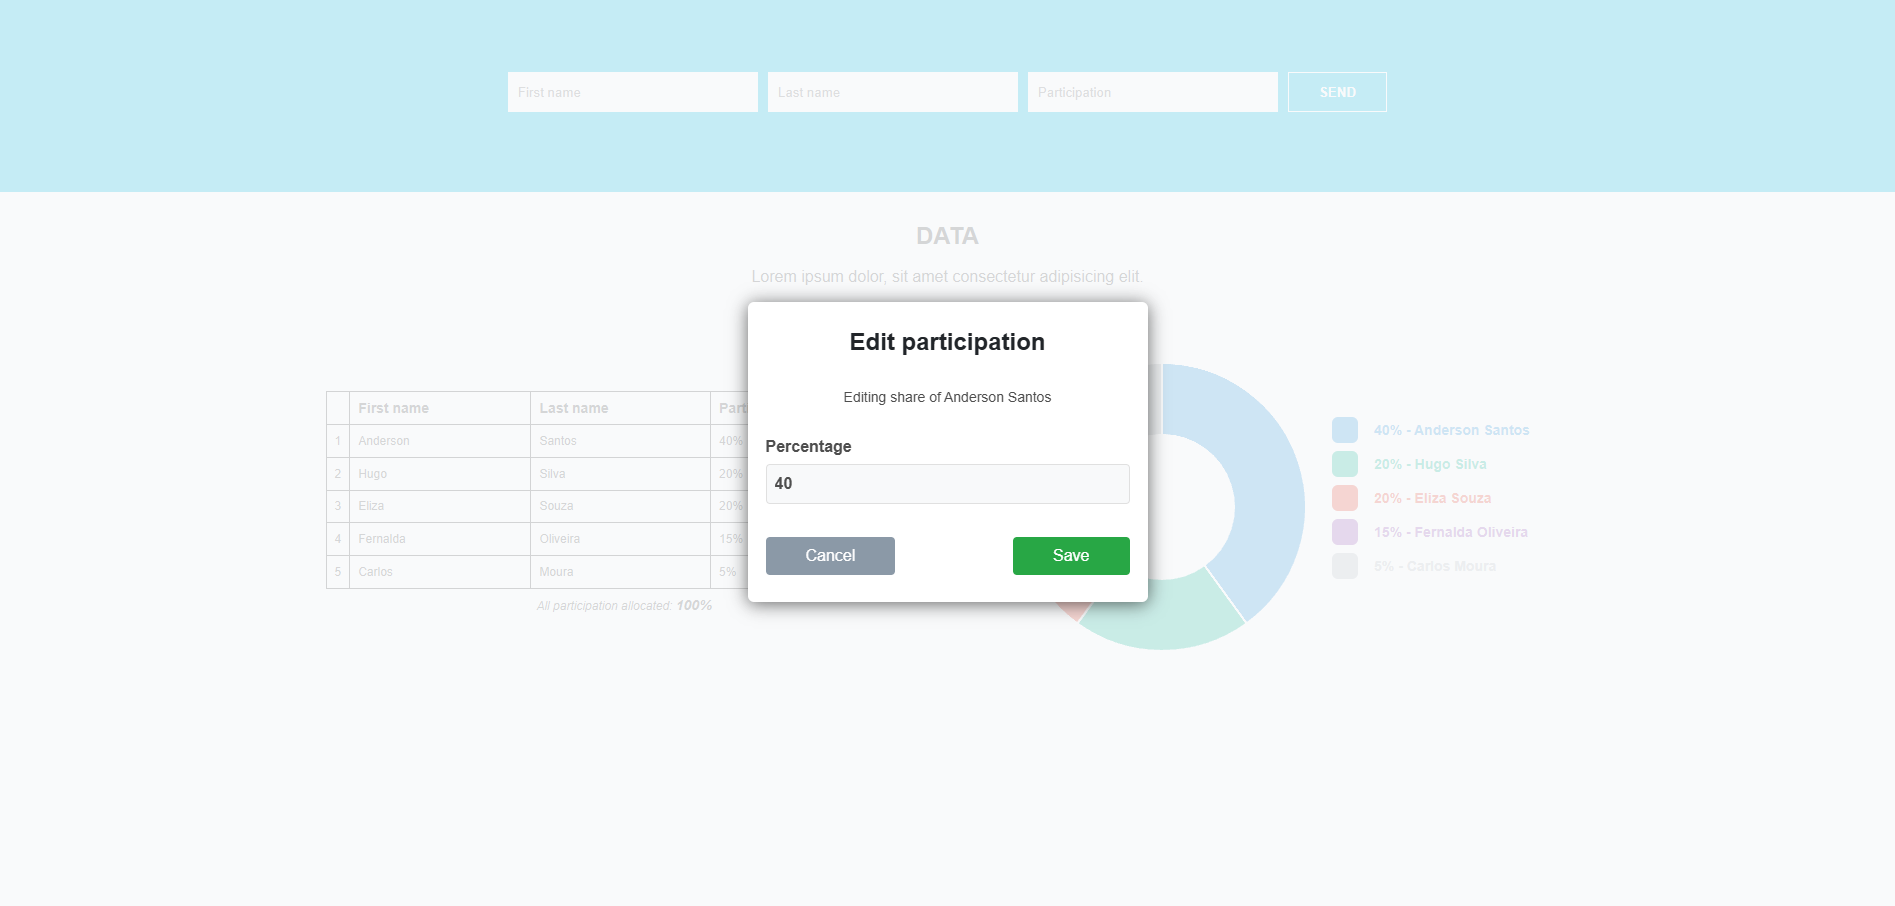 First name Last name Participation SEND
DATA
Lorem ipsum dolor, sit amet consectetur adipisicing elit.
Edit participation
Editing share of Anderson Santos
Percentage
40
Cancel Save
First name Last name Part
1 Anderson Santos 40%
2 Hugo Silva 20%
3 Eliza Souza 20%
4 Fernalda Oliveira 15%
5 Carlos Moura 5%
All participation allocated: 100%
40% - Anderson Santos
20% - Hugo Silva
20% - Eliza Souza
15% - Fernalda Oliveira
5% - Carlos Moura